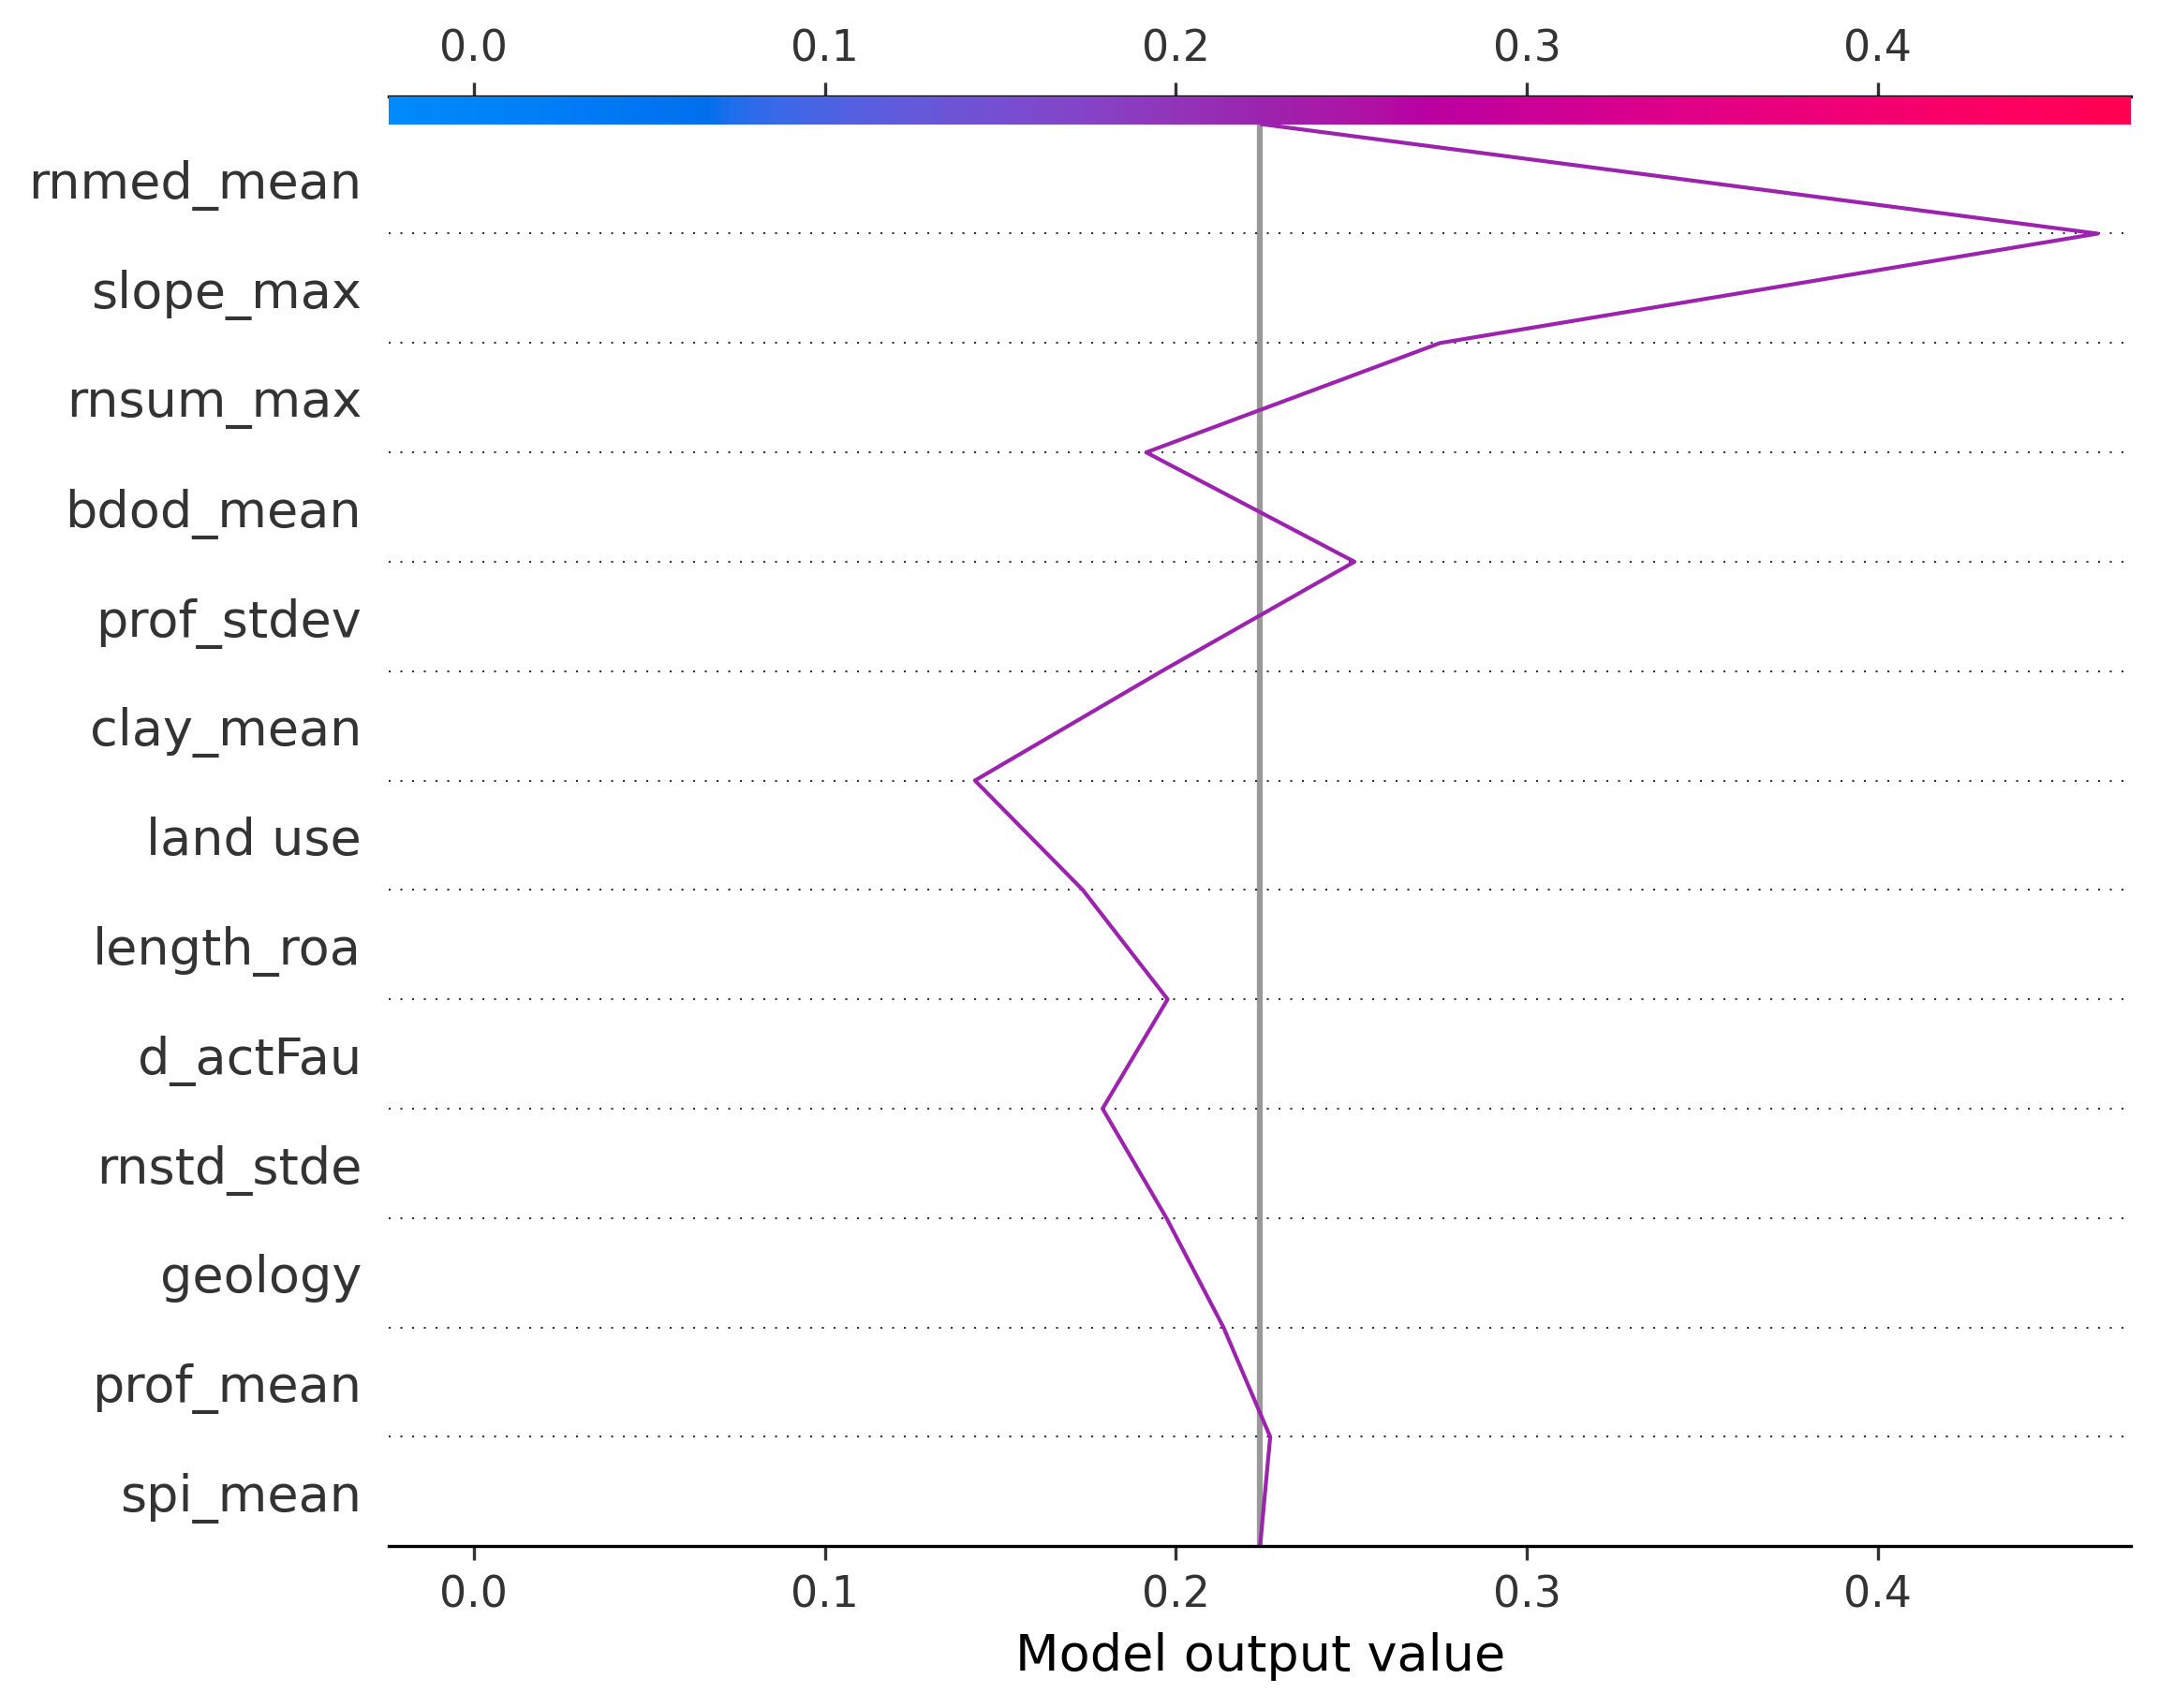 0.0 0.1 0.2 0.3 0.4
rnmed_mean
slope_max
rnsum_max
bdod_mean
prof_stdev
clay_mean
land use
length_roa
d_actFau
rnstd_stde
geology
prof_mean
spi_mean
0.0 0.1 0.2 0.3 0.4
Model output value